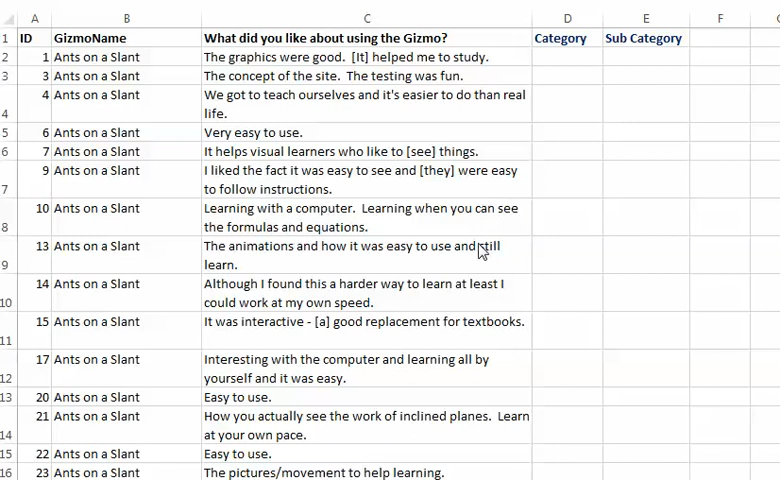 A B C D E F
1 ID GizmoName What did you like about using the Gizmo? Category Sub Category
2 1 Ants on a Slant The graphics were good.  [It] helped me to study.
3 3 Ants on a Slant The concept of the site.  The testing was fun.
4 Ants on a Slant We got to teach ourselves and it's easier to do than real
4 life.
5 6 Ants on a Slant Very easy to use.
6 7 Ants on a Slant It helps visual learners who like to [see] things.
9 Ants on a Slant I liked the fact it was easy to see and [they] were easy
7 to follow instructions.
10 Ants on a Slant Learning with a computer.  Learning when you can see
8 the formulas and equations.
13 Ants on a Slant The animations and how it was easy to use and still
9 learn.
14 Ants on a Slant Although I found this a harder way to learn at least I
10 could work at my own speed.
15 Ants on a Slant It was interactive - [a] good replacement for textbooks.
11
17 Ants on a Slant Interesting with the computer and learning all by
12 yourself and it was easy.
13 20 Ants on a Slant Easy to use.
21 Ants on a Slant How you actually see the work of inclined planes.  Learn
14 at your own pace.
15 22 Ants on a Slant Easy to use.
16 23 Ants on a Slant The pictures/movement to help learning.